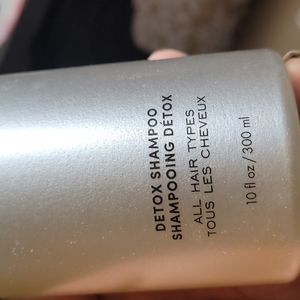 DETOX SHAMPOO
SHAMPOOING DÉTOX
ALL HAIR TYPES
TOUS LES CHEVEUX
10 fl oz/300 ml